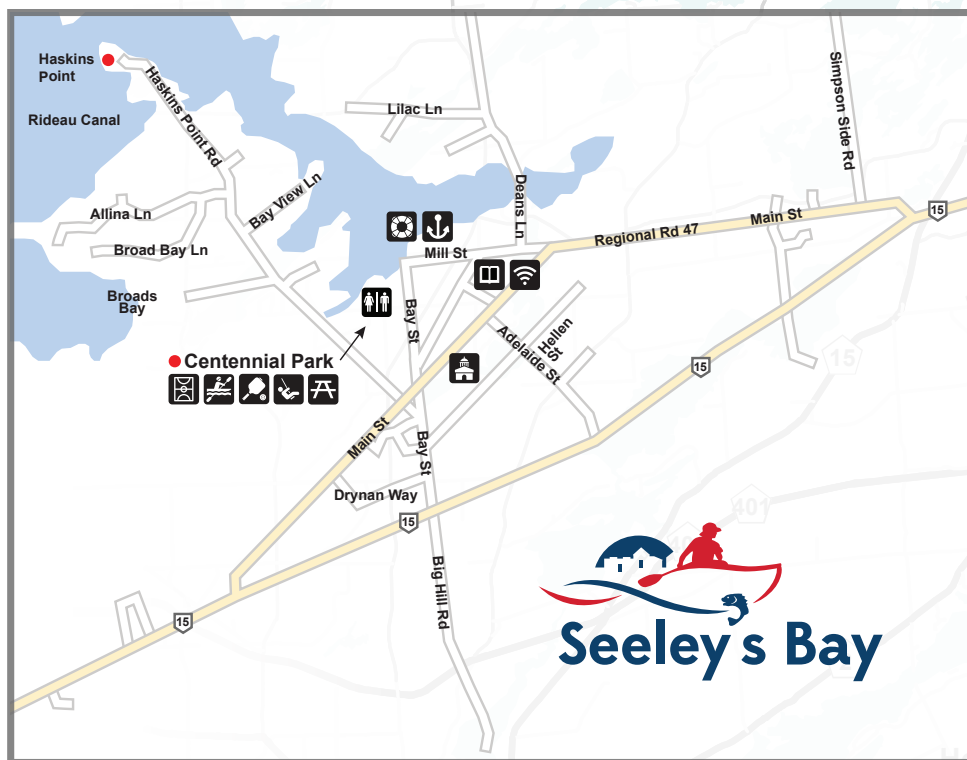 Haskins
Point
Rideau Canal
Haskins Point Rd
Lilac Ln
Simpson Side Rd
Allina Ln
Bay View Ln
Deans Ln
Broad Bay Ln
Mill St
Regional Rd 47
Main St
15
Broads
Bay
Bay St
Hellen
St
Adelaide St
Centennial Park
15
15
Main St
Bay St
Drynan Way
15
401
Big Hill Rd
15
Seeley's Bay